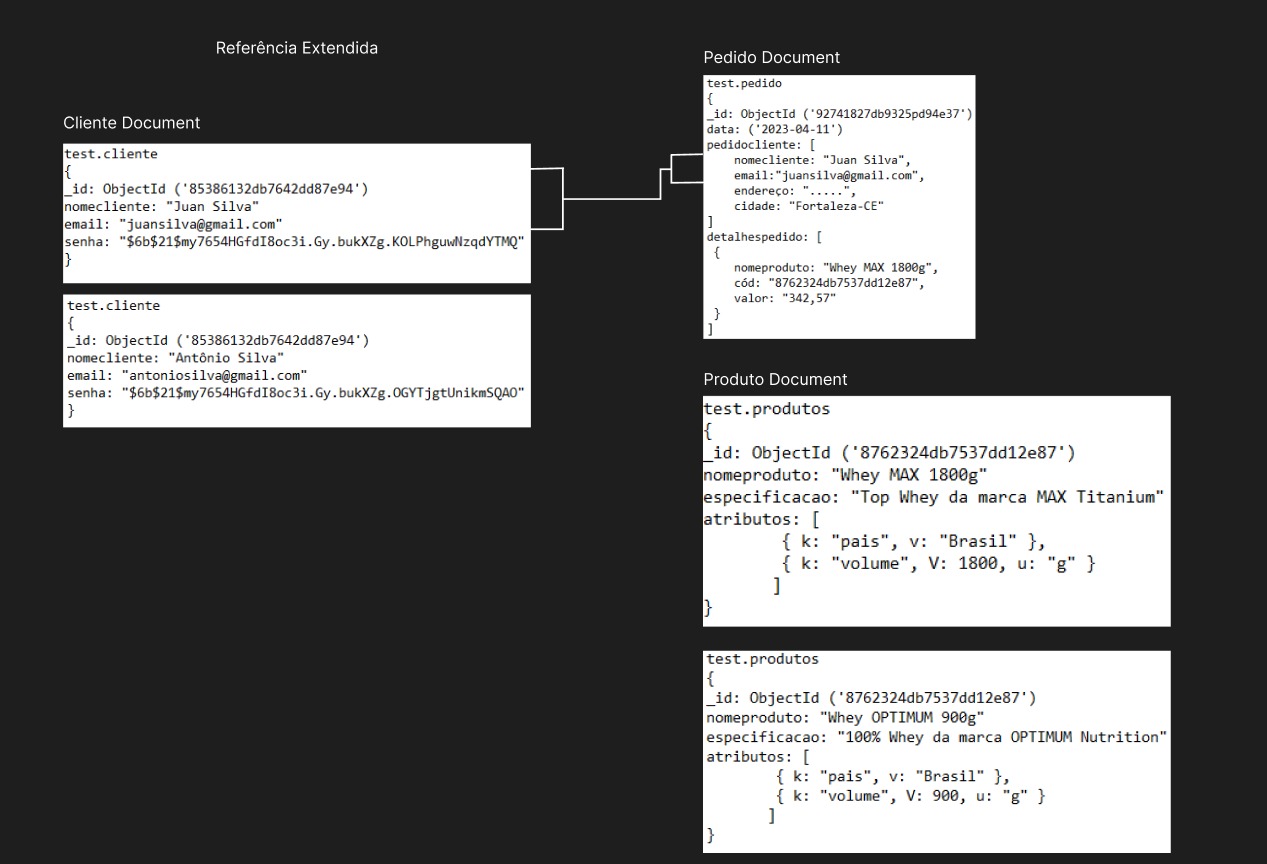 Referência Extendida
Cliente Document
test.cliente
{
_id: ObjectId ('85386132db7642dd87e94')
nomecliente: "Juan Silva"
email: "juansilva@gmail.com"
senha: "$6b$21$my7654HGfdI8oc3i.Gy.bukXZg.KOLPhguwNzqdYTMQ"
}
test.cliente
{
_id: ObjectId ('85386132db7642dd87e94')
nomecliente: "Antônio Silva"
email: "antoniosilva@gmail.com"
senha: "$6b$21$my7654HGfdI8oc3i.Gy.bukXZg.OGYTjgtUnikmSQAO"
}
Pedido Document
test.pedido
{
_id: ObjectId ('92741827db9325pd94e37')
data: ('2023-04-11')
pedidocliente: [
nomecliente: "Juan Silva",
email:"juansilva@gmail.com",
endereço: ".....",
cidade: "Fortaleza-CE"
]
detalhespedido: [
{
nomeproduto: "Whey MAX 1800g",
cód: "8762324db7537dd12e87",
valor: "342,57"
}
]
Produto Document
test.produtos
{
_id: ObjectId ('8762324db7537dd12e87')
nomeproduto: "Whey MAX 1800g"
especificacao: "Top Whey da marca MAX Titanium"
atributos: [
{ k: "pais", v: "Brasil" },
{ k: "volume", V: 1800, u: "g" }
]
}
test.produtos
{
_id: ObjectId ('8762324db7537dd12e87')
nomeproduto: "Whey OPTIMUM 900g"
especificacao: "100% Whey da marca OPTIMUM Nutrition"
atributos: [
{ k: "pais", v: "Brasil" },
{ k: "volume", V: 900, u: "g" }
]
}